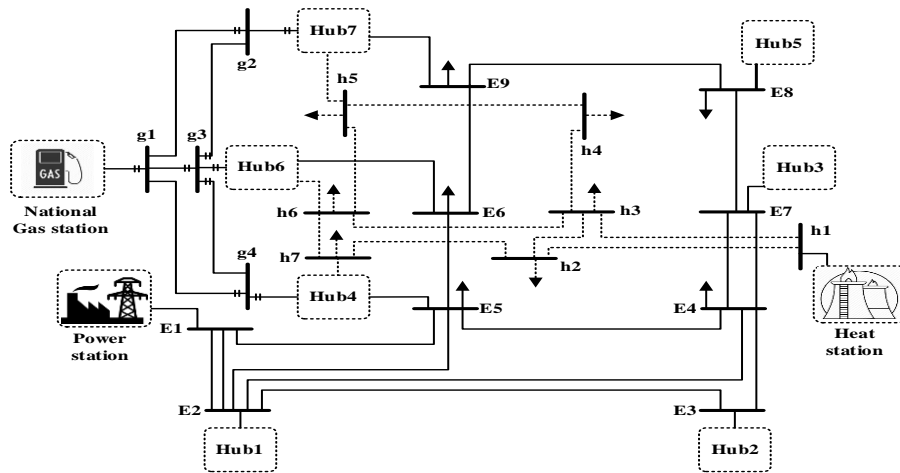 Hub7
Hub5
g2
h5
E9
E8
g1
g3
h4
GAS
Hub6
Hub3
National
Gas station
h6
E6
h3
E7
h1
g4
h7
h2
Hub4
E5
E4
E1
Power
station
Heat
station
E2
E3
Hub1
Hub2